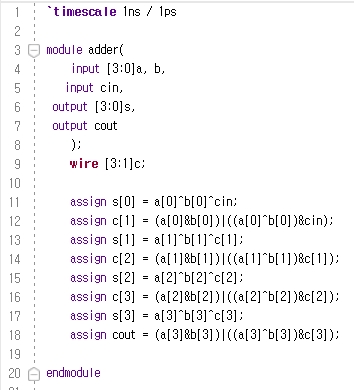 1 `timescale 1ns / 1ps
2
3 module adder(
4 input [3:0]a, b,
5 input cin,
6 output [3:0]s,
7 output cout
8 );
9 wire [3:1]c;
10
11 assign s[0] = a[0]^b[0]^cin;
12 assign c[1] = (a[0]&b[0])|((a[0]^b[0])&cin);
13 assign s[1] = a[1]^b[1]^c[1];
14 assign c[2] = (a[1]&b[1])|((a[1]^b[1])&c[1]);
15 assign s[2] = a[2]^b[2]^c[2];
16 assign c[3] = (a[2]&b[2])|((a[2]^b[2])&c[2]);
17 assign s[3] = a[3]^b[3]^c[3];
18 assign cout = (a[3]&b[3])|((a[3]^b[3])&c[3]);
19
20 endmodule